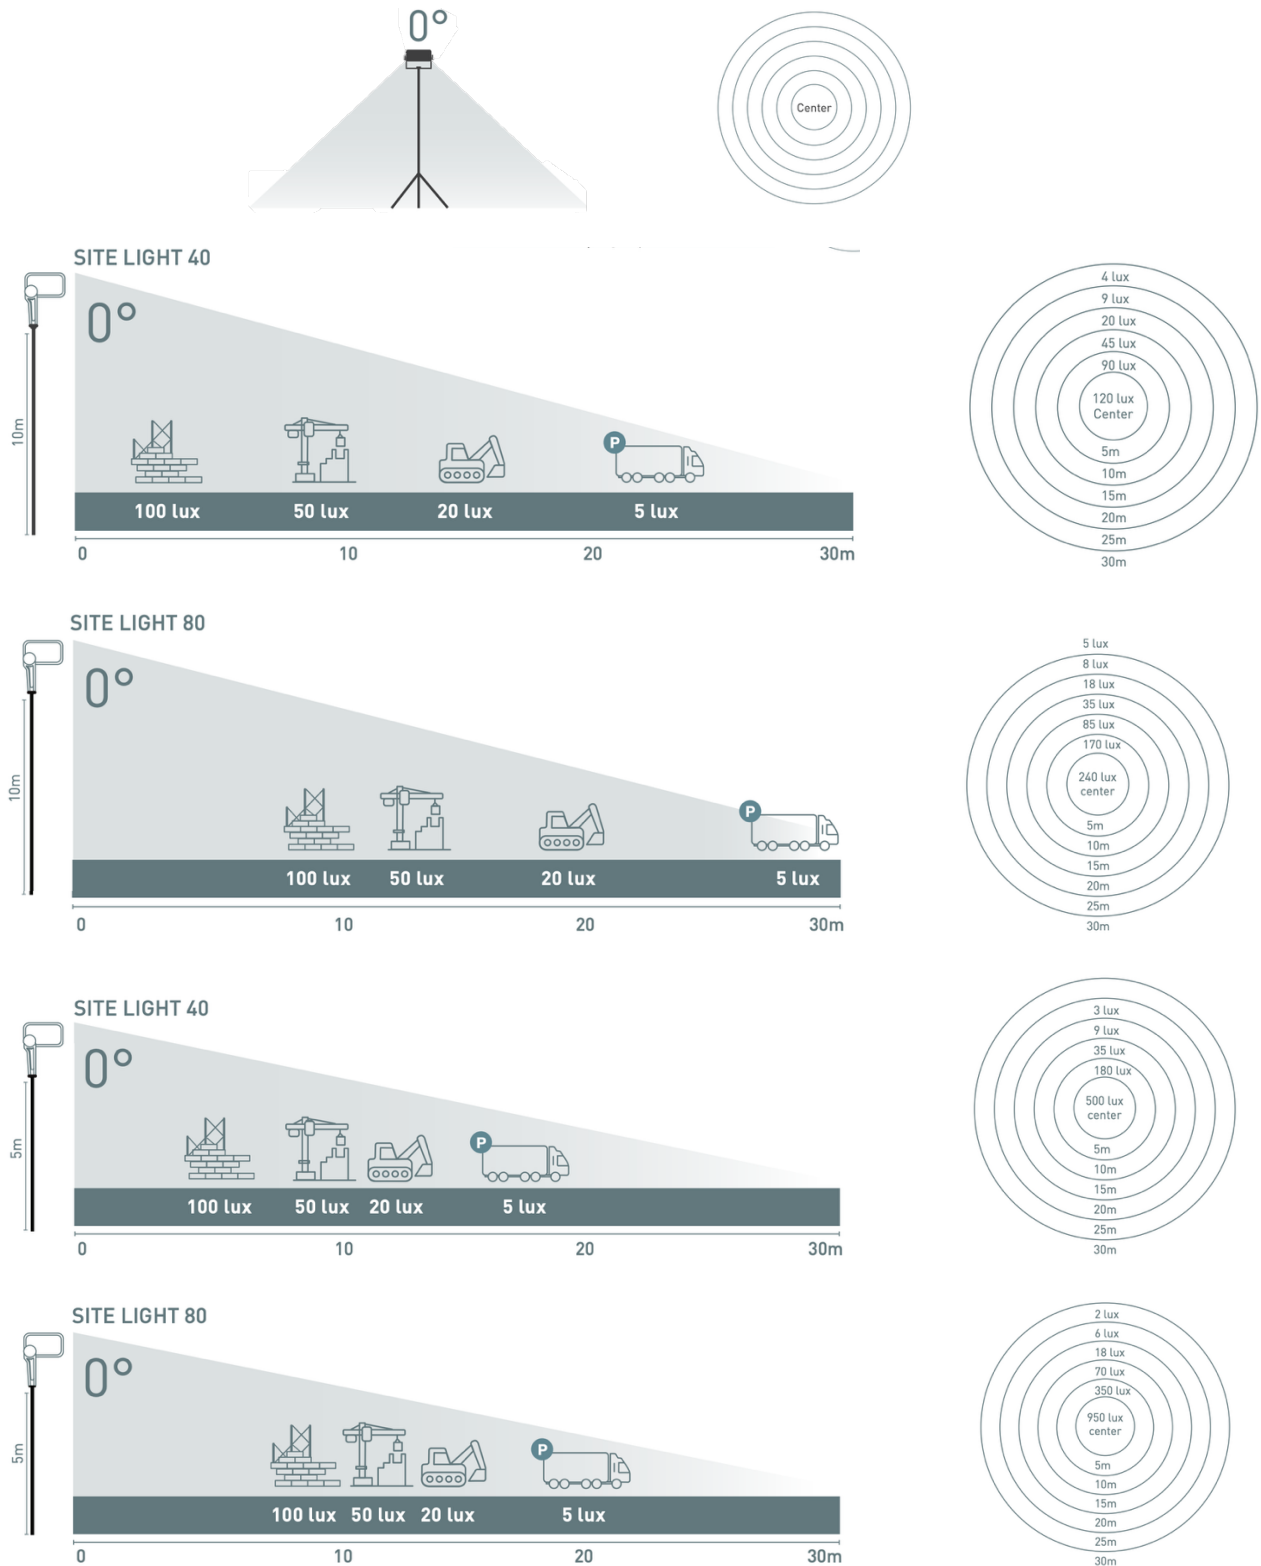 0°
Center
SITE LIGHT 40
0°
10m
P
100 lux 50 lux 20 lux 5 lux
0 10 20 30m
4 lux
9 lux
20 lux
45 lux
90 lux
120 lux
Center
5m
10m
15m
20m
25m
30m
SITE LIGHT 80
0°
10m
P
100 lux 50 lux 20 lux 5 lux
0 10 20 30m
5 lux
8 lux
18 lux
35 lux
85 lux
170 lux
240 lux
center
5m
10m
15m
20m
25m
30m
SITE LIGHT 40
0°
5m
P
100 lux 50 lux 20 lux 5 lux
0 10 20 30m
3 lux
9 lux
35 lux
180 lux
500 lux
center
5m
10m
15m
20m
25m
30m
SITE LIGHT 80
0°
5m
P
100 lux 50 lux 20 lux 5 lux
0 10 20 30m
2 lux
6 lux
18 lux
70 lux
350 lux
950 lux
center
5m
10m
15m
20m
25m
30m